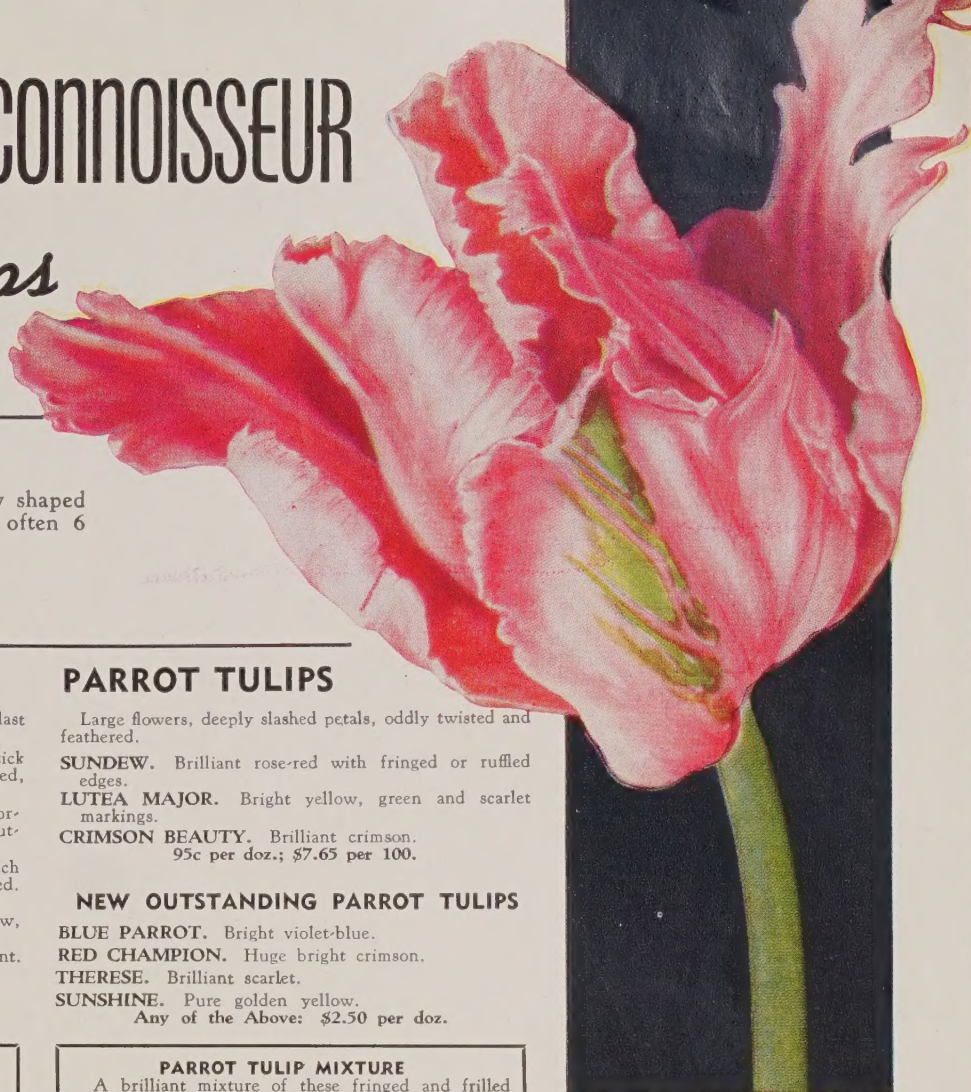 CONNOISSEUR
shaped
often 6
PARROT TULIPS
Large flowers, deeply slashed petals, oddly twisted and
feathered.
SUNDEW. Brilliant rose-red with fringed or ruffled
edges.
LUTEA MAJOR. Bright yellow, green and scarlet
markings.
CRIMSON BEAUTY. Brilliant crimson.
95c per doz.; $7.65 per 100.
NEW OUTSTANDING PARROT TULIPS
BLUE PARROT. Bright violet-blue.
RED CHAMPION. Huge bright crimson.
THERESE. Brilliant scarlet.
SUNSHINE. Pure golden yellow.
Any of the Above: $2.50 per doz.
PARROT TULIP MIXTURE
A brilliant mixture of these fringed and frilled